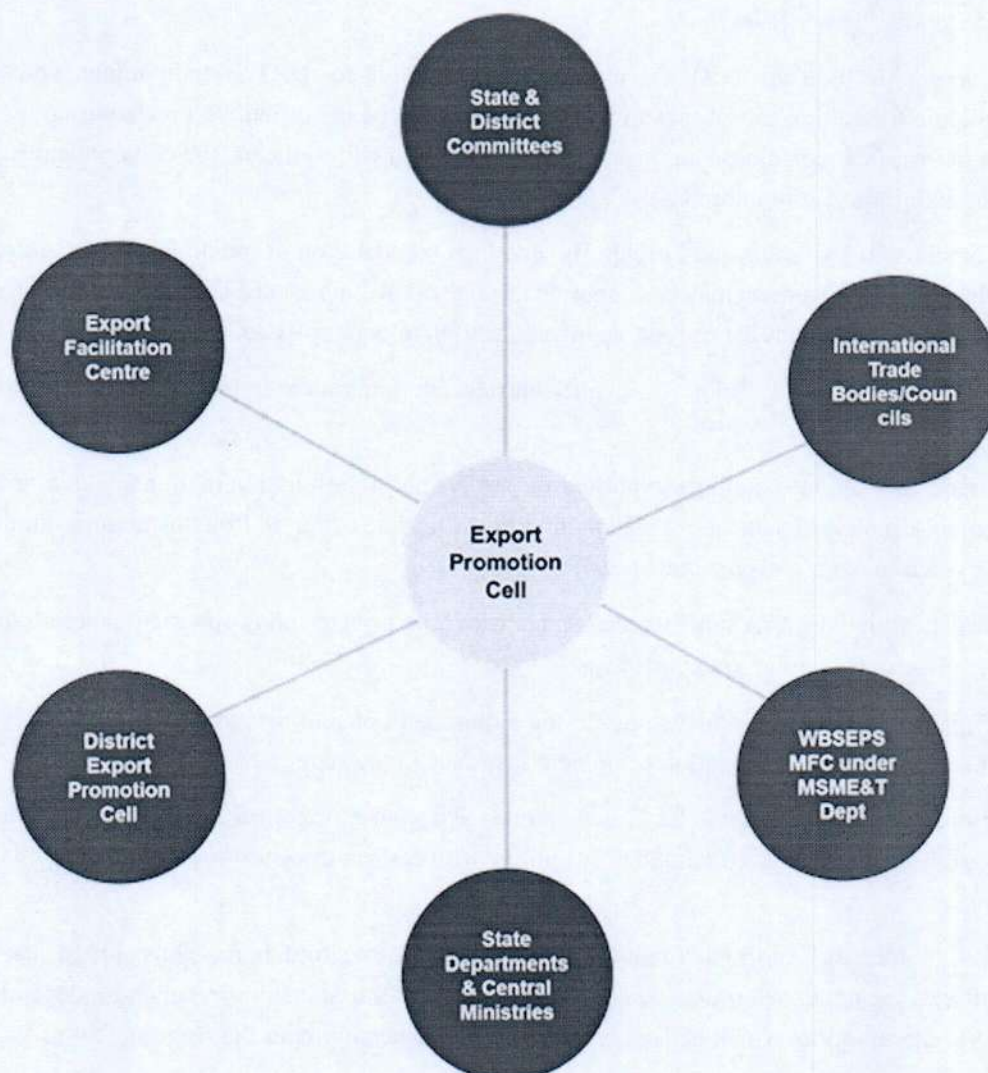 State &
District
Committees
Export
Facilitation
Centre
International
Trade
Bodies/Coun
cils
Export
Promotion
Cell
District
Export
Promotion
Cell
WBSEPS
MFC under
MSME&T
Dept
State
Departments
& Central
Ministries